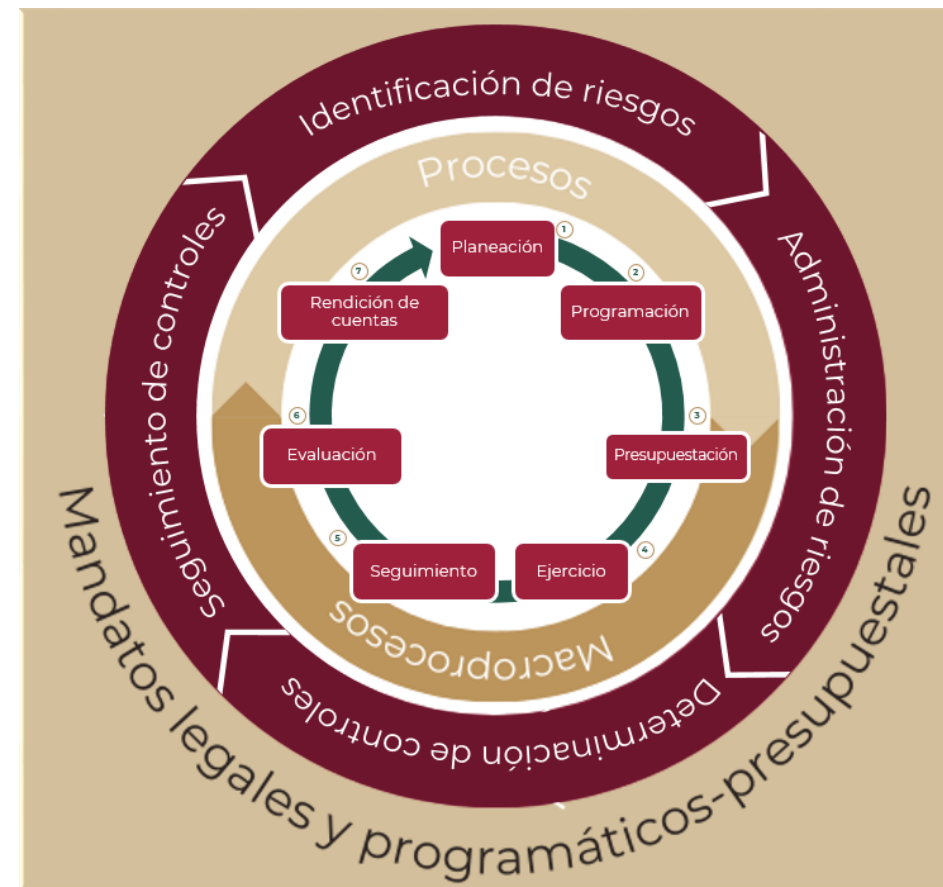 Identificación de riesgos
Administración de riesgos
Determinación de controles
Seguimiento de controles
Procesos
Macroprocesos
Planeación
1
2
Programación
3
Presupuestación
4
Ejercicio
5
Seguimiento
6
Evaluación
7
Rendición de
cuentas
Mandatos legales y programáticos-presupuestales